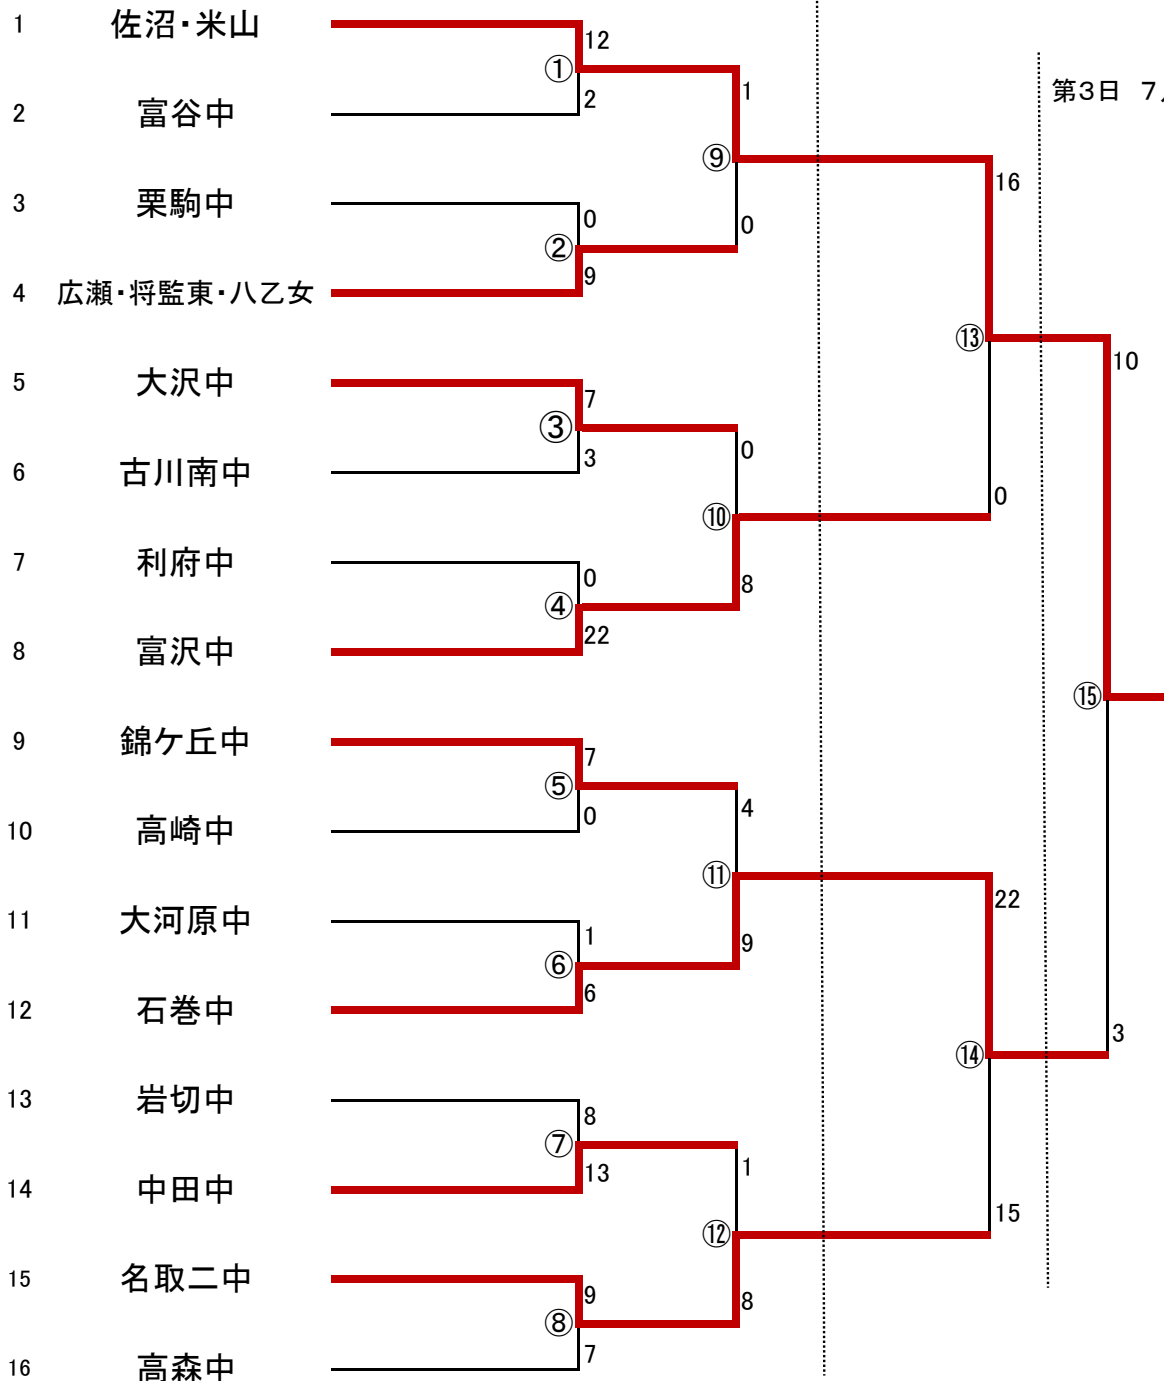 1 佐沼・米山
12
①
2
2 富谷中
1
第3日 7
⑨
16
3 栗駒中
0
②
0
9
4 広瀬・将監東・八乙女
⑬
10
5 大沢中
7
③
3
0
6 古川南中
⑩
0
7 利府中
0
8
④
22
8 富沢中
⑮
9 錦ケ丘中
7
⑤
0
4
10 高崎中
⑪
22
11 大河原中
1
9
⑥
6
12 石巻中
3
⑭
13 岩切中
8
⑦
13
1
14 中田中
15
⑫
15 名取二中
9
8
⑧
7
16 高森中